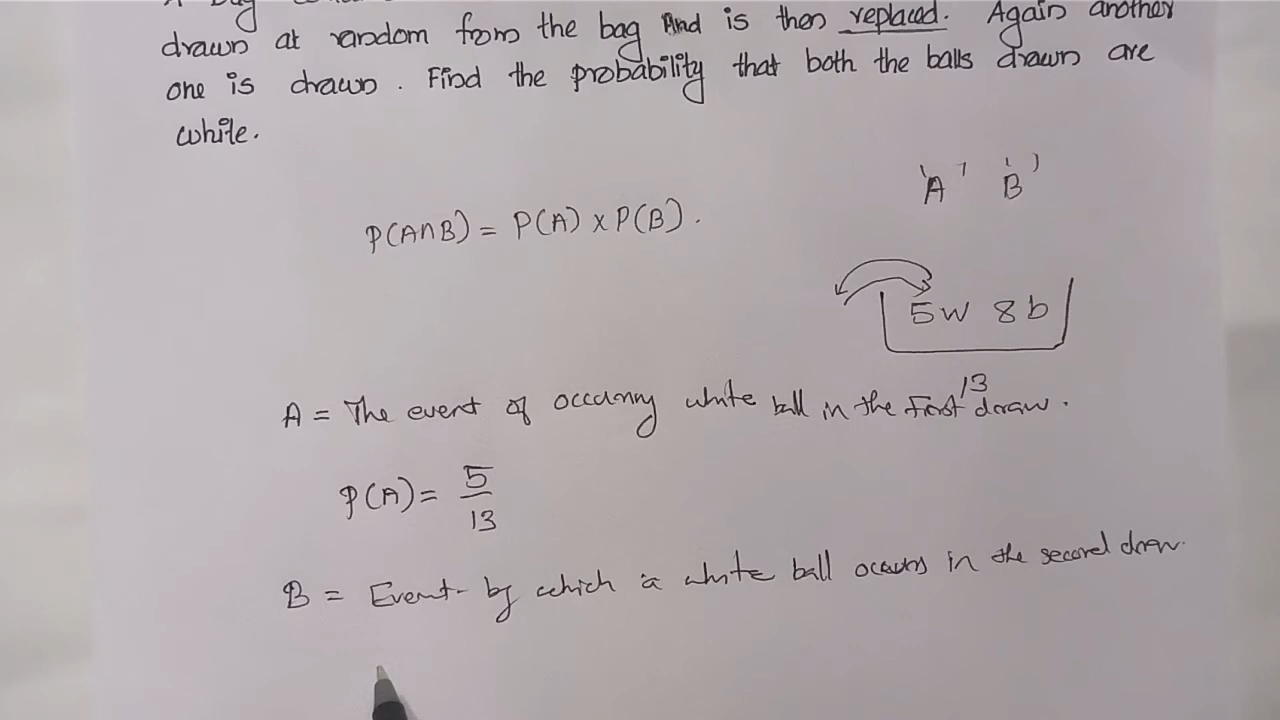 A bag
drawn at random from the bag And is then replaced. Again another
one is drawn. Find the probability that both the balls drawn are
white.
'A' 'B'
P(A∩B) = P(A) x P(B).
5W 8b
13
A = The event of occurring white ball in the First draw.
P(A) = 5/13
B = Event by which a white ball occurs in the second draw.